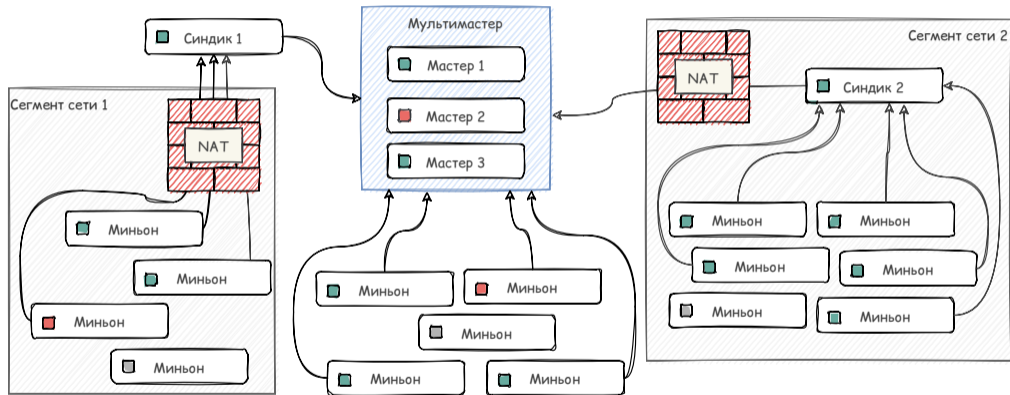 Синдик 1
Сегмент сети 1
NAT
Миньон
Миньон
Миньон
Миньон
Мультимастер
Мастер 1
Мастер 2
Мастер 3
Миньон
Миньон
Миньон
Миньон
Миньон
Сегмент сети 2
NAT
Синдик 2
Миньон
Миньон
Миньон
Миньон
Миньон
Миньон